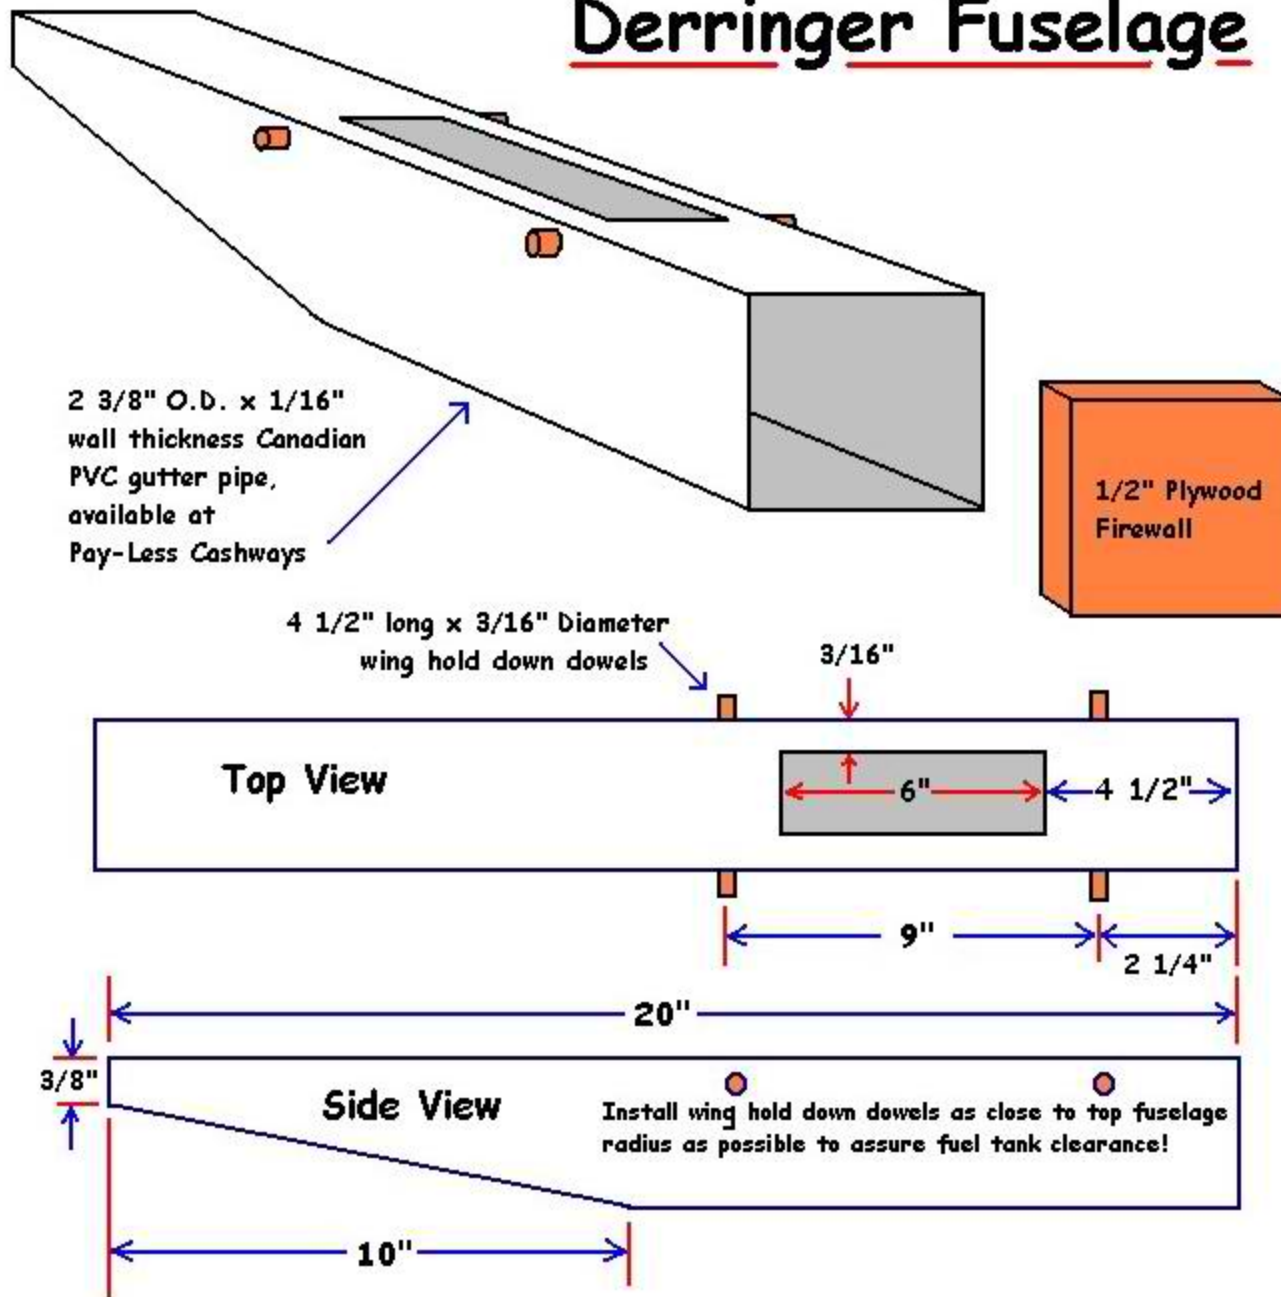 Derringer Fuselage
2 3/8" O.D. x 1/16"
wall thickness Canadian
PVC gutter pipe,
available at
Pay-Less Cashways
1/2" Plywood
Firewall
4 1/2" long x 3/16" Diameter
wing hold down dowels
3/16"
Top View
6"
4 1/2"
9"
2 1/4"
20"
3/8"
Side View
Install wing hold down dowels as close to top fuselage
radius as possible to assure fuel tank clearance!
10"